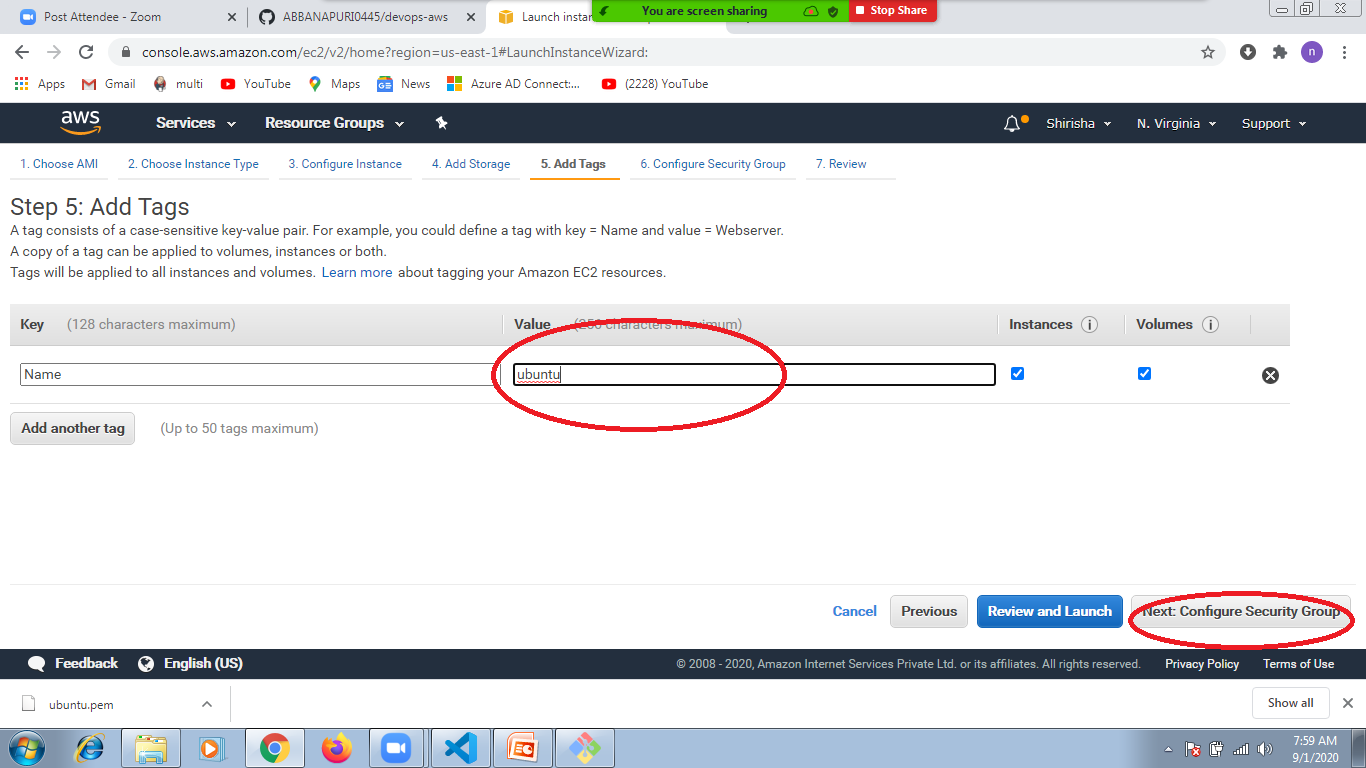 Post Attendee - Zoom
ABBANAPURI0445/devops-aws
Launch instan
You are screen sharing
Stop Share
console.aws.amazon.com/ec2/v2/home?region=us-east-1#LaunchInstanceWizard:
n
Apps
Gmail
multi
YouTube
Maps
News
Azure AD Connect:...
(2228) YouTube
aws
Services
Resource Groups
Shirisha
N. Virginia
Support
1. Choose AMI
2. Choose Instance Type
3. Configure Instance
4. Add Storage
5. Add Tags
6. Configure Security Group
7. Review
Step 5: Add Tags
A tag consists of a case-sensitive key-value pair. For example, you could define a tag with key = Name and value = Webserver.
A copy of a tag can be applied to volumes, instances or both.
Tags will be applied to all instances and volumes. Learn more about tagging your Amazon EC2 resources.
Key (128 characters maximum)
Value (256 characters maximum)
Instances
Volumes
Name
ubuntu
Add another tag
(Up to 50 tags maximum)
Cancel
Previous
Review and Launch
Next: Configure Security Group
Feedback
English (US)
© 2008 - 2020, Amazon Internet Services Private Ltd. or its affiliates. All rights reserved.
Privacy Policy
Terms of Use
ubuntu.pem
Show all
7:59 AM
9/1/2020